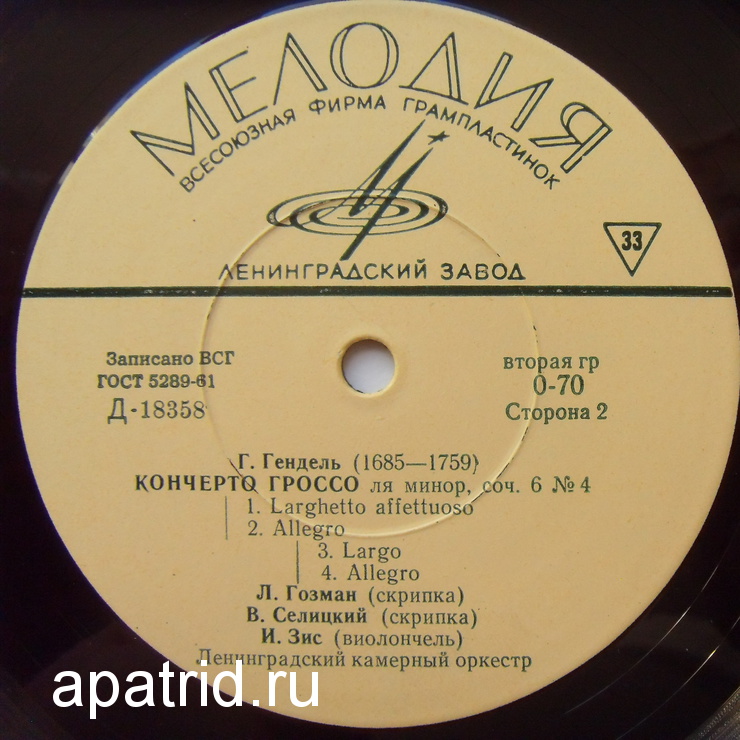 МЕЛОДИЯ
ВСЕСОЮЗНАЯ ФИРМА ГРАМПЛАСТИНОК
33
ЛЕНИНГРАДСКИЙ ЗАВОД
Записано ВСГ
ГОСТ 5289-61
Д-18358
вторая гр
0-70
Сторона 2
Г. Гендель (1685—1759)
КОНЧЕРТО ГРОССО ля минор, соч. 6 № 4
1. Larghetto affettuoso
2. Allegro
3. Largo
4. Allegro
Л. Гозман (скрипка)
В. Селицкий (скрипка)
И. Зис (виолончель)
Ленинградский камерный оркестр
apatrid.ru